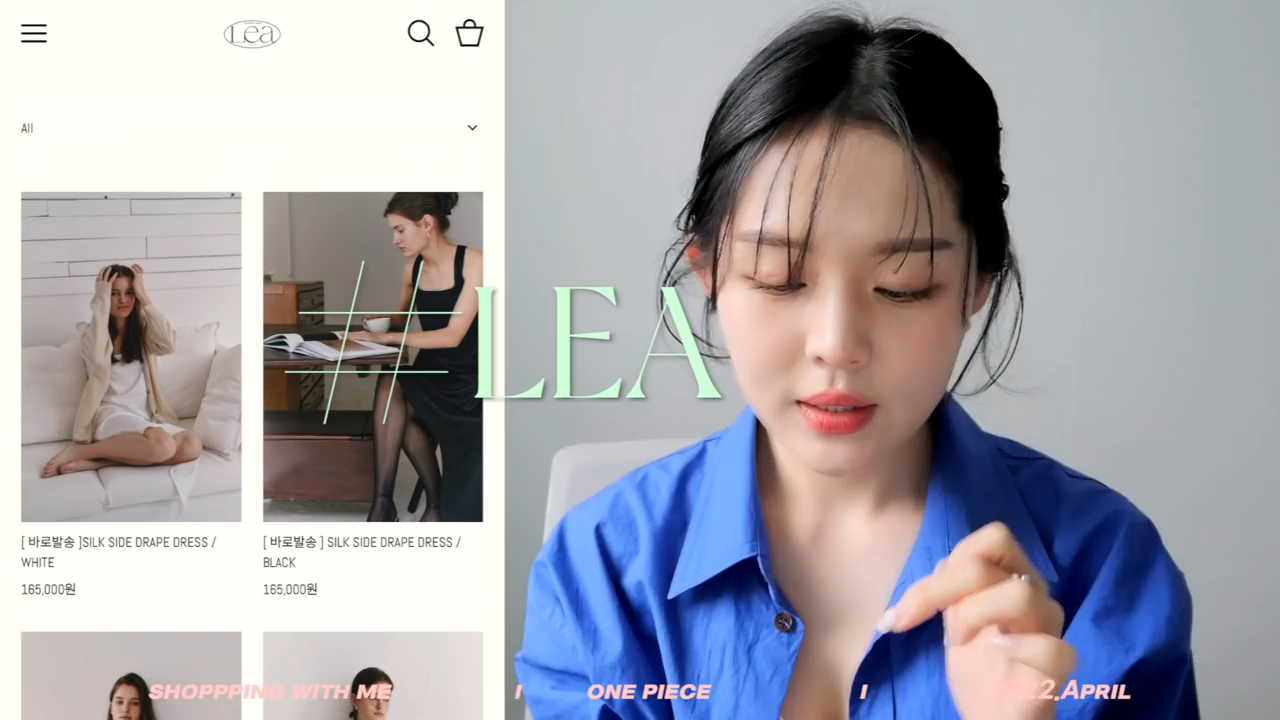 Lea
All
#LEA
[ 바로발송 ]SILK SIDE DRAPE DRESS /
WHITE
165,000원
[ 바로발송 ] SILK SIDE DRAPE DRESS /
BLACK
165,000원
SHOPPPING WITH ME I ONE PIECE I 22.APRIL